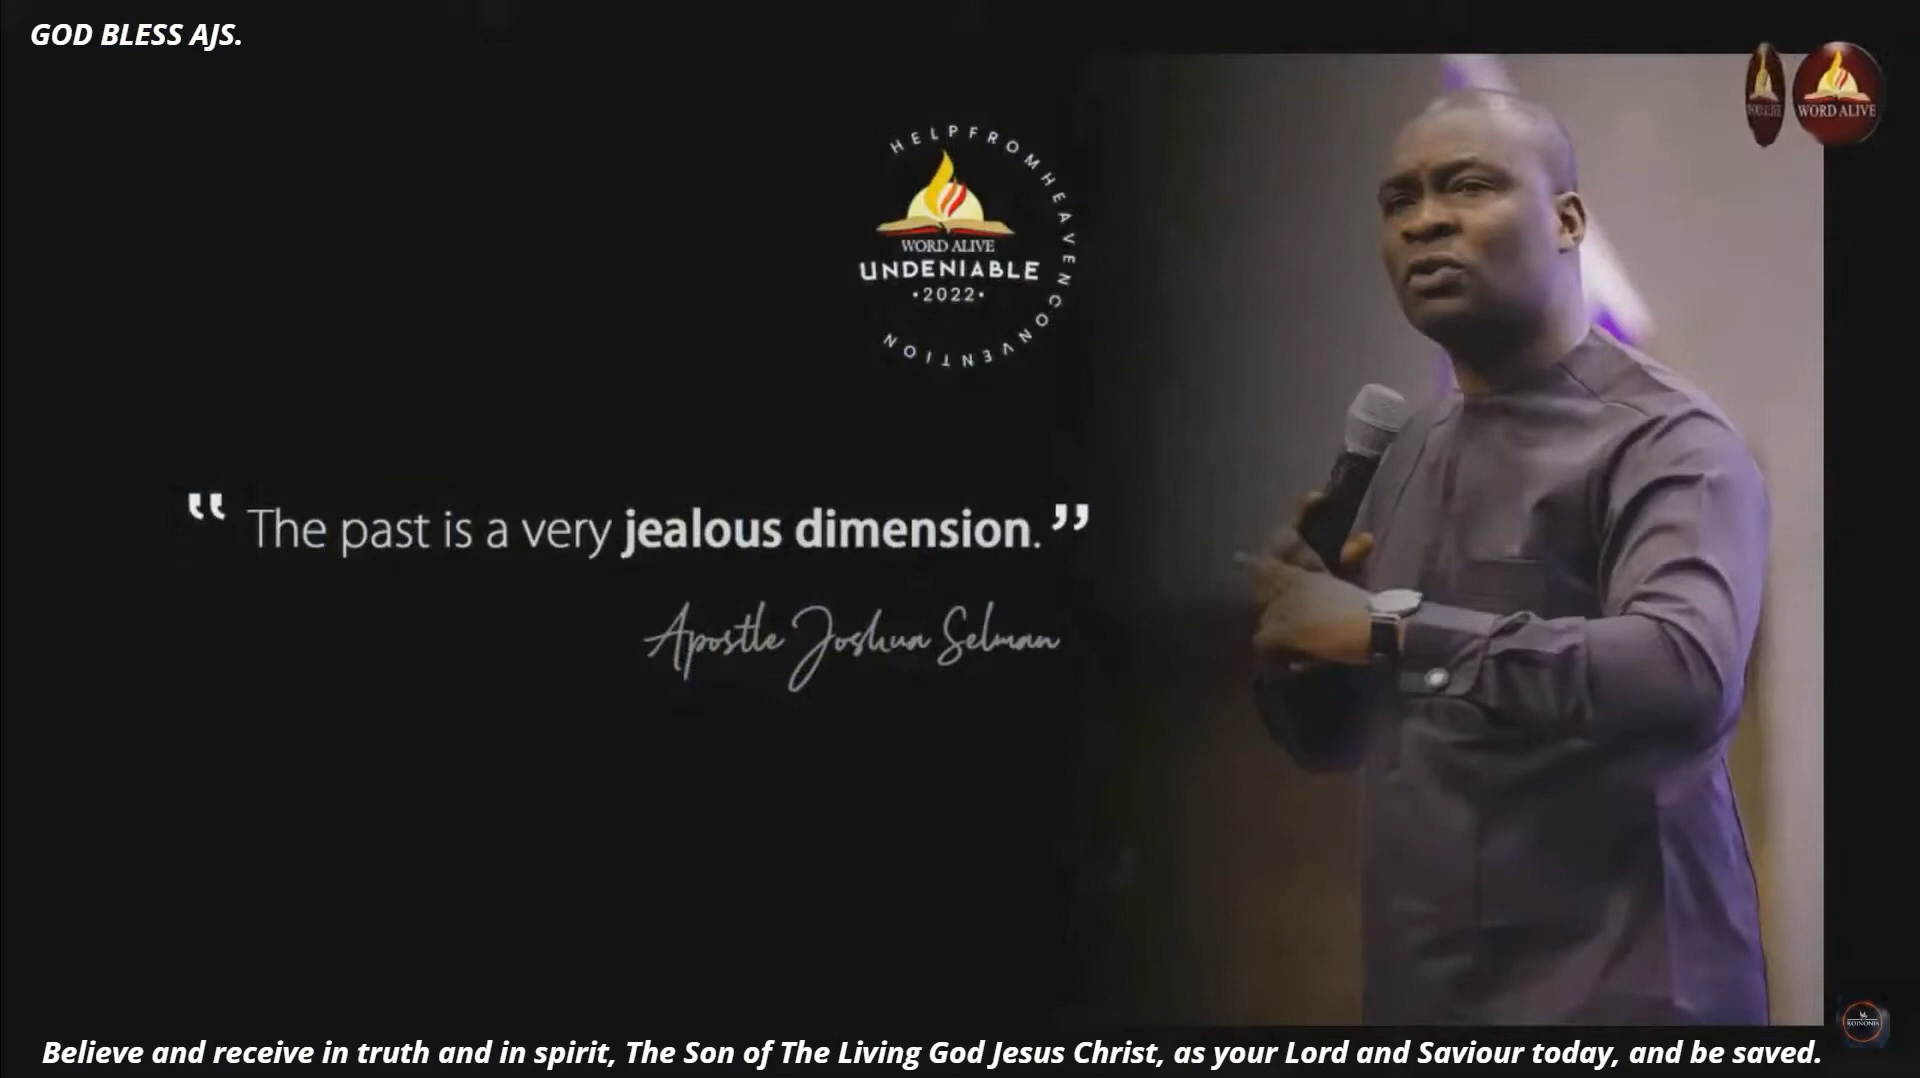 GOD BLESS AJS.
WORD ALIVE
HELP FROM HEAVEN CONVENTION
WORD ALIVE
UNDENIABLE
•2022•
“ The past is a very jealous dimension. ”
Apostle Joshua Selman
KOINONIA
Believe and receive in truth and in spirit, The Son of The Living God Jesus Christ, as your Lord and Saviour today, and be saved.